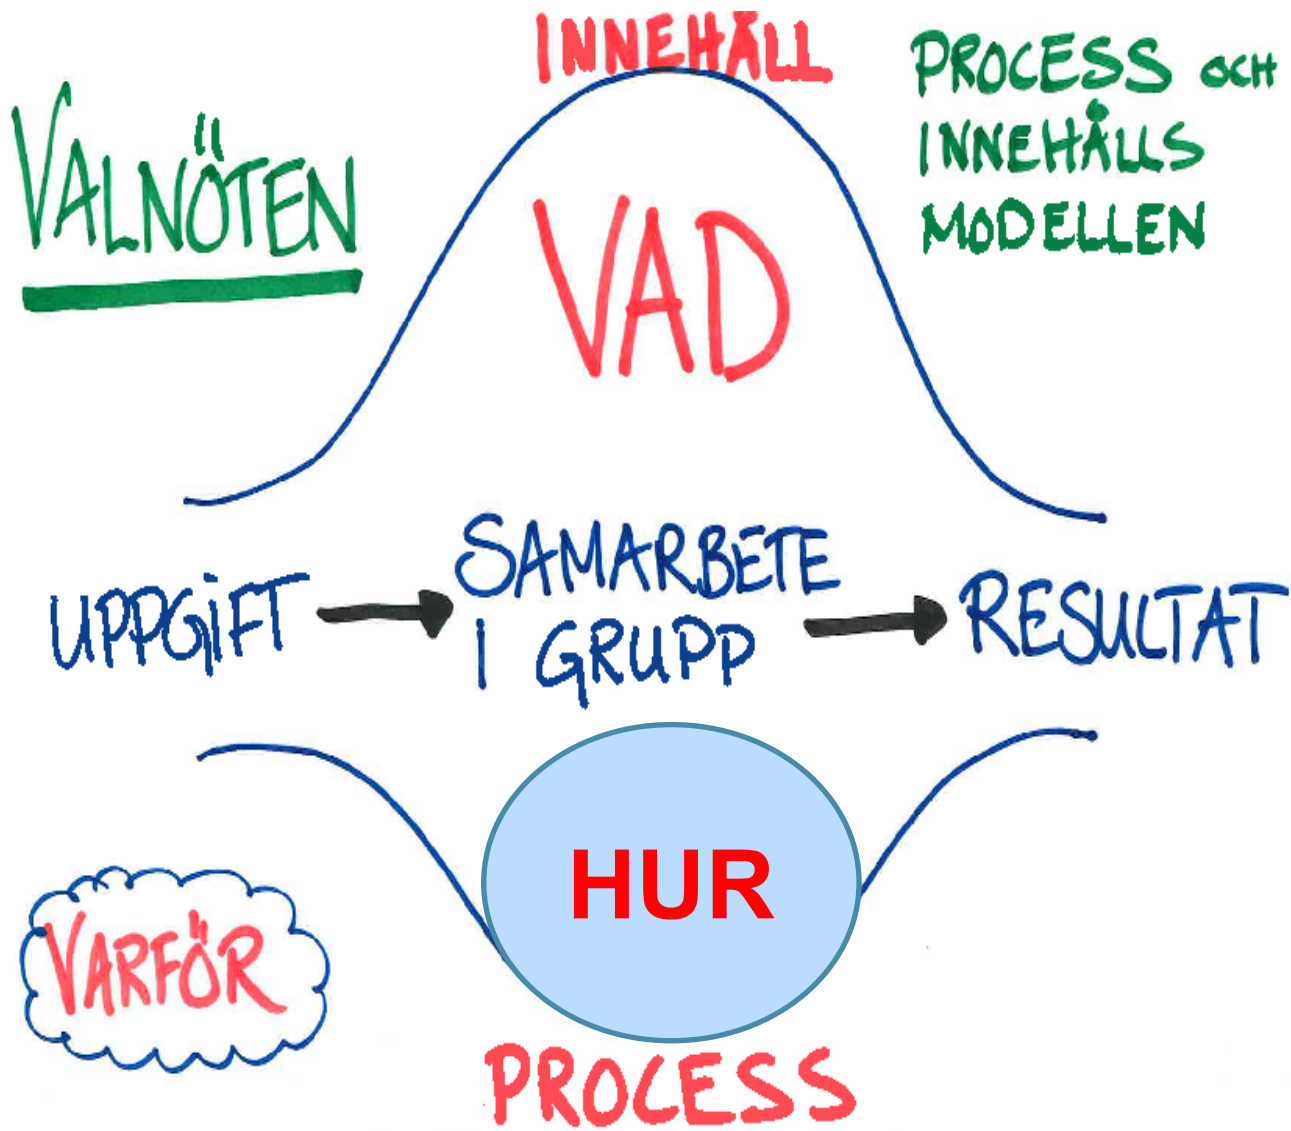 INNEHÅLL
PROCESS OCH
INNEHÅLLS
MODELLEN
VALNÖTEN
VAD
UPPGIFT
SAMARBETE
I GRUPP
RESULTAT
HUR
VARFÖR
PROCESS